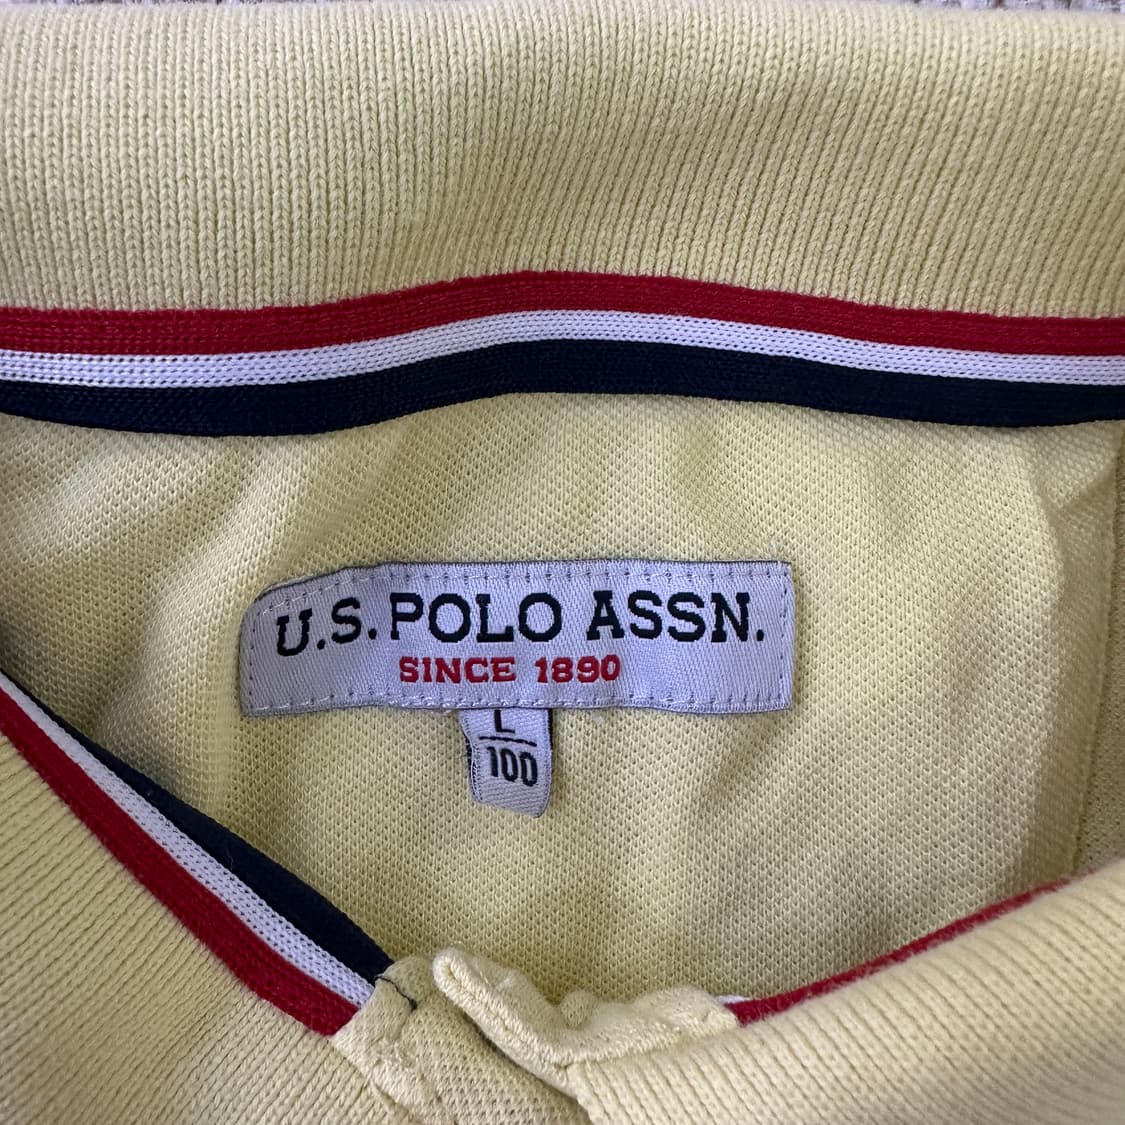 U.S. POLO ASSN.
SINCE 1890
L
100